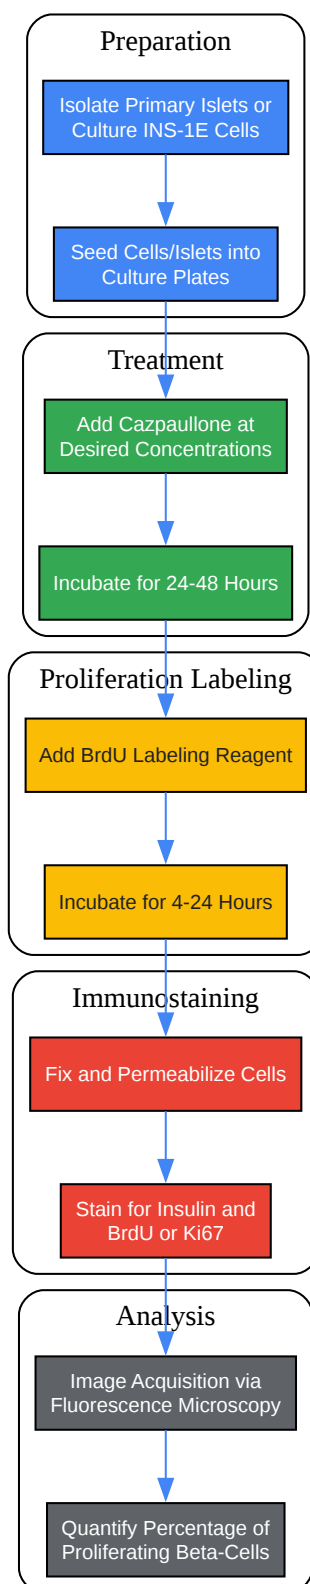 Preparation
Isolate Primary Islets or
Culture INS-1E Cells
Seed Cells/Islets into
Culture Plates
Treatment
Add Cazpaullone at
Desired Concentrations
Incubate for 24-48 Hours
Proliferation Labeling
Add BrdU Labeling Reagent
Incubate for 4-24 Hours
Immunostaining
Fix and Permeabilize Cells
Stain for Insulin and
BrdU or Ki67
Analysis
Image Acquisition via
Fluorescence Microscopy
Quantify Percentage of
Proliferating Beta-Cells